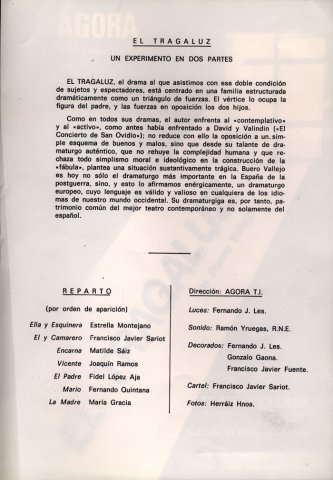 AGORA
EL TRAGALUZ
UN EXPERIMENTO EN DOS PARTES
EL TRAGALUZ, el drama al que asistimos con esa doble condición
de sujetos y espectadores, está centrado en una familia estructurada
dramáticamente como un triángulo de fuerzas. El vértice lo ocupa la
figura del padre, y las fuerzas en oposición los dos hijos.
Como en todos sus dramas, el autor enfrenta al «contemplativo»
y al «activo», como antes había enfrentado a David y Valindin («El
Concierto de San Ovidio»); no reduce con ello la oposición a un sim-
ple esquema de buenos y malos, sino que desde su talante de dra-
maturgo auténtico, que no rehuye la complejidad humana y que re-
chaza todo simplismo moral e ideológico en la construcción de la
«fábula», plantea una situación sustantivamente trágica. Buero Vallejo
es hoy no sólo el dramaturgo más importante en la España de la
postguerra, sino, y esto lo afirmamos enérgicamente, un dramaturgo
europeo, cuyo lenguaje es válido y valioso en cualquiera de los idio-
mas de nuestro mundo occidental. Su dramaturgia es, por tanto, pa-
trimonio común del mejor teatro contemporáneo y no solamente del
español.
REPARTO
(por orden de aparición)
Ella y Esquinera Estrella Montejano
El y Camarero Francisco Javier Sariot
Encarna Matilde Sáiz
Vicente Joaquín Ramos
El Padre Fidel López Aja
Mario Fernando Quintana
La Madre María Gracia
Dirección: AGORA T.I.
Luces: Fernando J. Les.
Sonido: Ramón Yruegas, R.N.E.
Decorados: Fernando J. Les.
Gonzalo Gaona.
Francisco Javier Fuente.
Cartel: Francisco Javier Sariot.
Fotos: Herráiz Hnos.